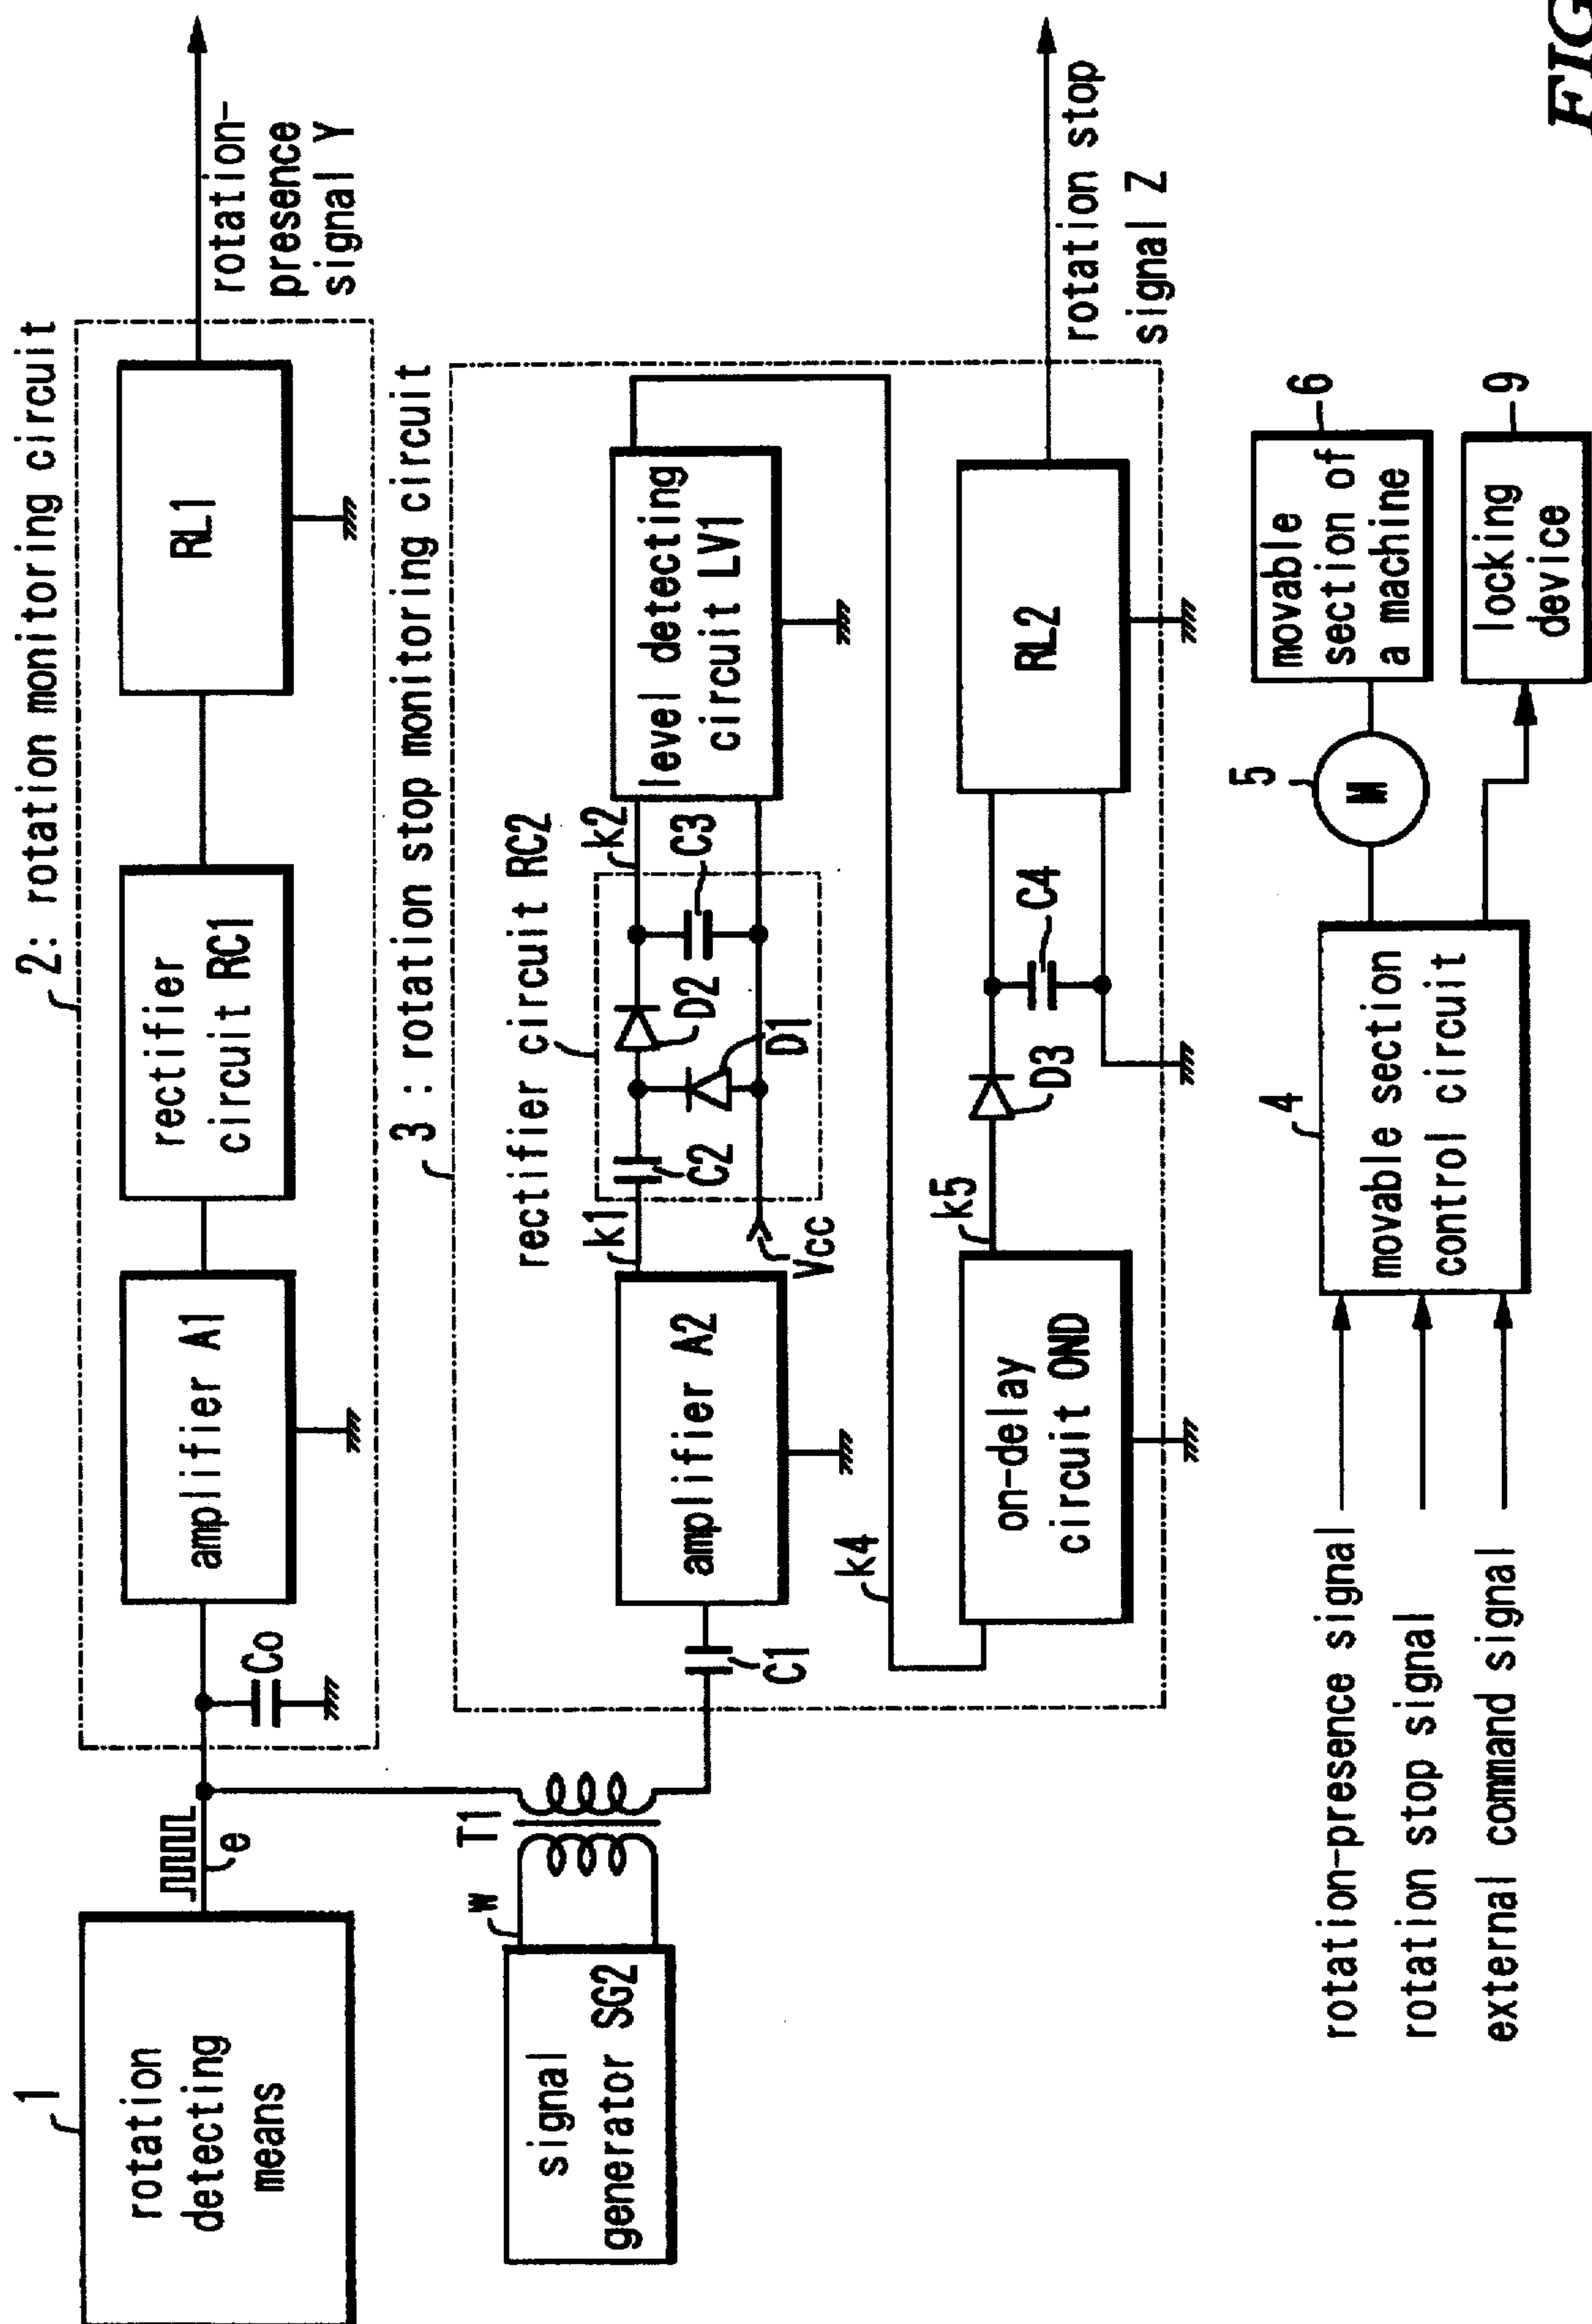 1
rotation
detecting
means
e
2: rotation monitoring circuit
Co
amplifier A1
rectifier
circuit RC1
RL1
rotation-
presence
signal Y
signal
generator SG2
w
T1
3 : rotation stop monitoring circuit
C1
amplifier A2
k1
rectifier circuit RC2
C2
D1
D2
C3
Vcc
k2
level detecting
circuit LV1
k4
on-delay
circuit OND
k5
D3
C4
RL2
rotation stop
signal Z
rotation-presence signal
rotation stop signal
external command signal
4
movable section
control circuit
5
M
6
movable
section of
a machine
9
locking
device
FIG